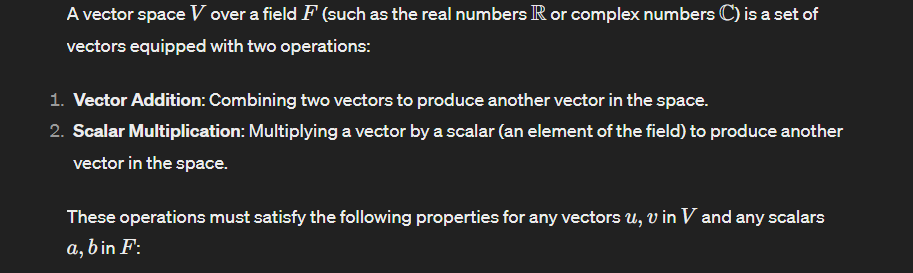 A vector space V over a field F (such as the real numbers ℝ or complex numbers ℂ) is a set of
vectors equipped with two operations:
1. Vector Addition: Combining two vectors to produce another vector in the space.
2. Scalar Multiplication: Multiplying a vector by a scalar (an element of the field) to produce another
vector in the space.
These operations must satisfy the following properties for any vectors u, v in V and any scalars
a, b in F: